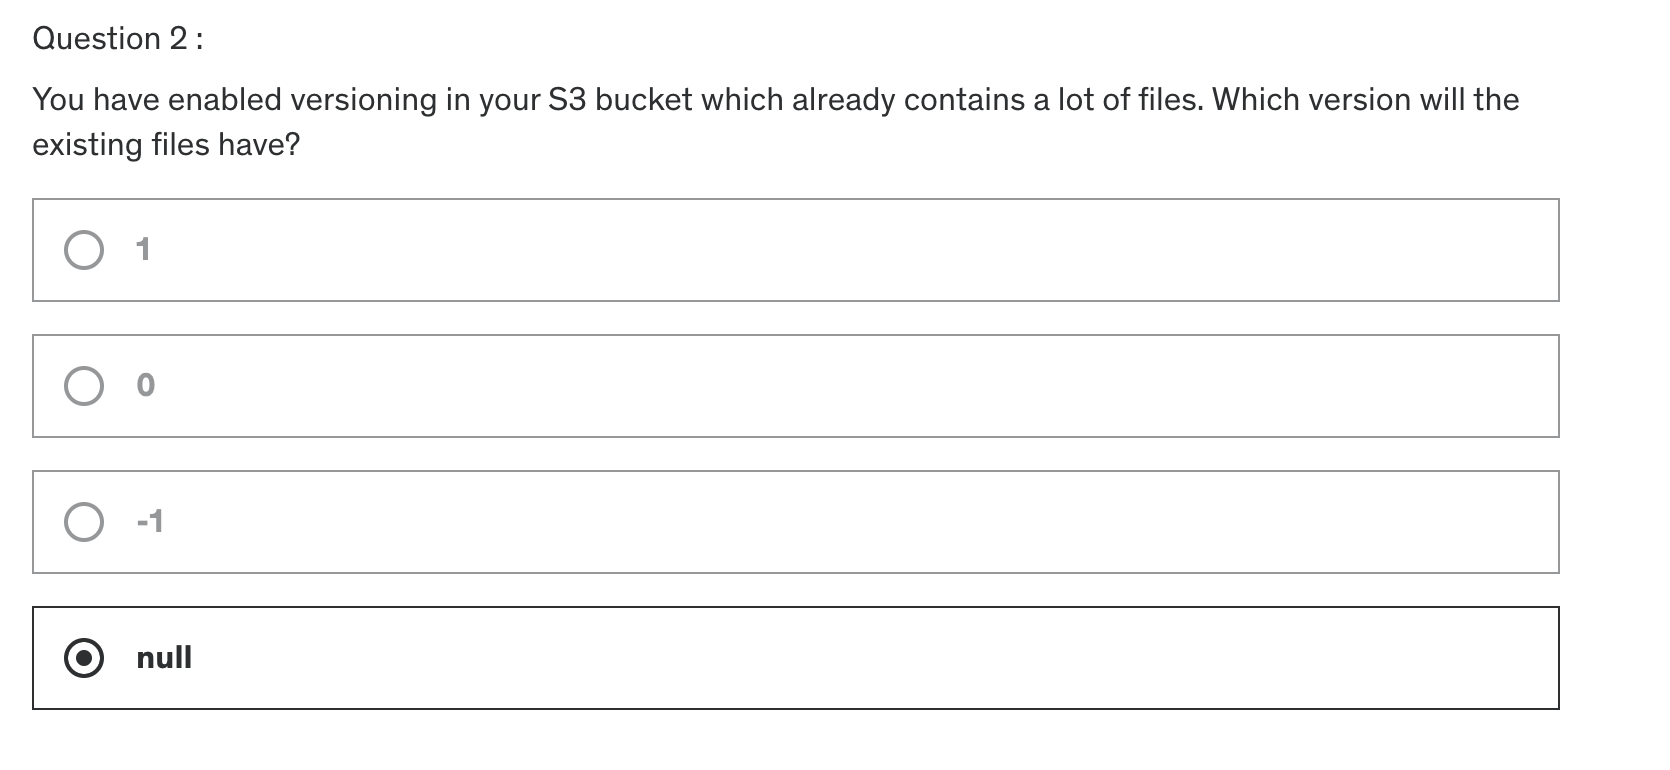 Question 2 :
You have enabled versioning in your S3 bucket which already contains a lot of files. Which version will the
existing files have?
1
0
-1
null